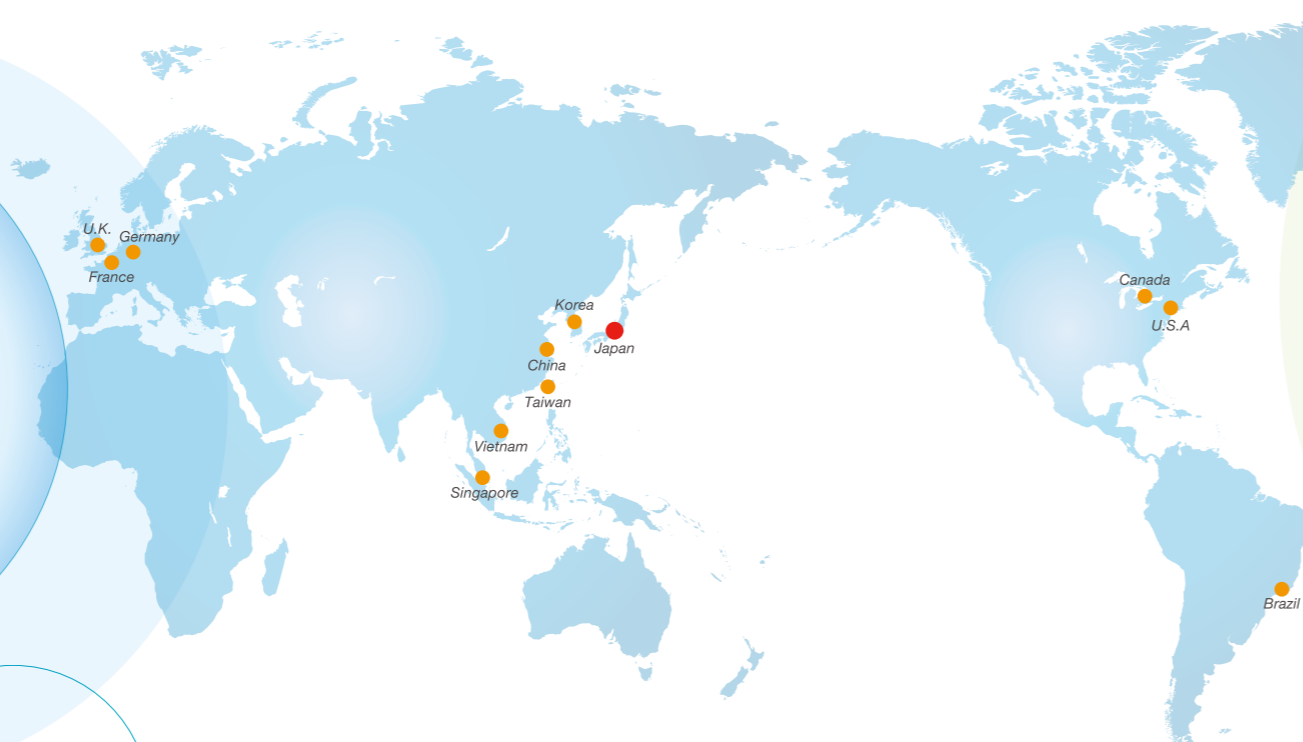 U.K.
Germany
France
Canada
Korea
U.S.A
Japan
China
Taiwan
Vietnam
Singapore
Brazil